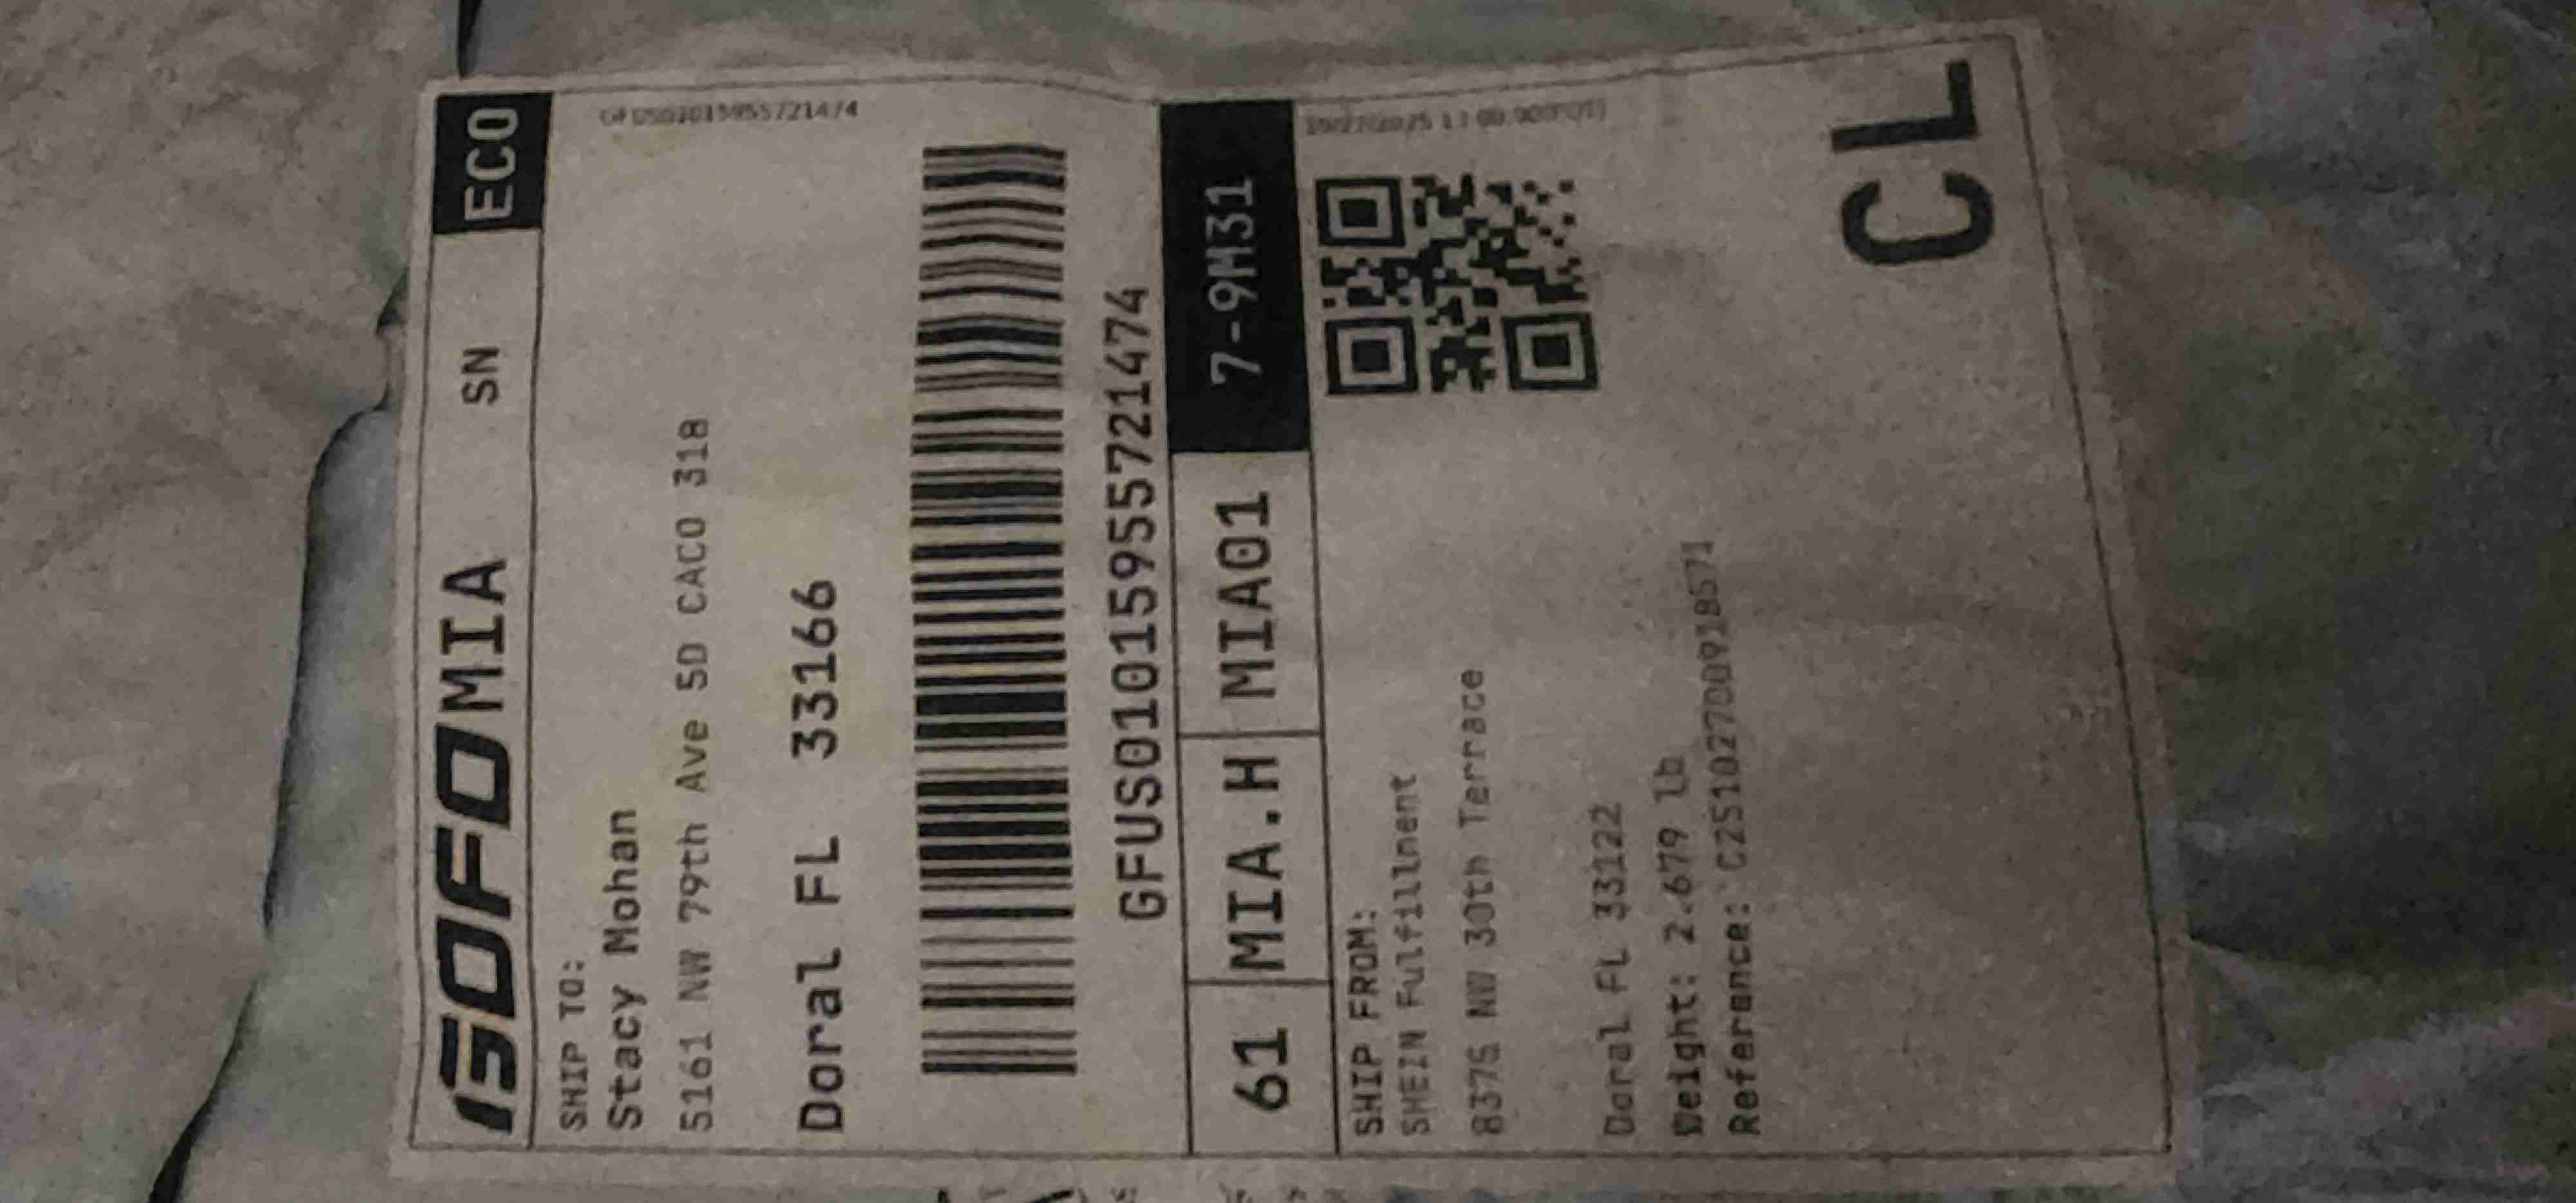 GOFO MIA SN ECO
SHIP TO:
Stacy Mohan
5161 NW 79th Ave SD CACO 318
Doral FL 33166
GFUS01015955721474
61 MIA.H MIA01 7-9M31
SHIP FROM:
SHEIN Fulfillment
8375 NW 30th Terrace
Doral FL 33122
Weight: 2.679 lb
Reference:
CL